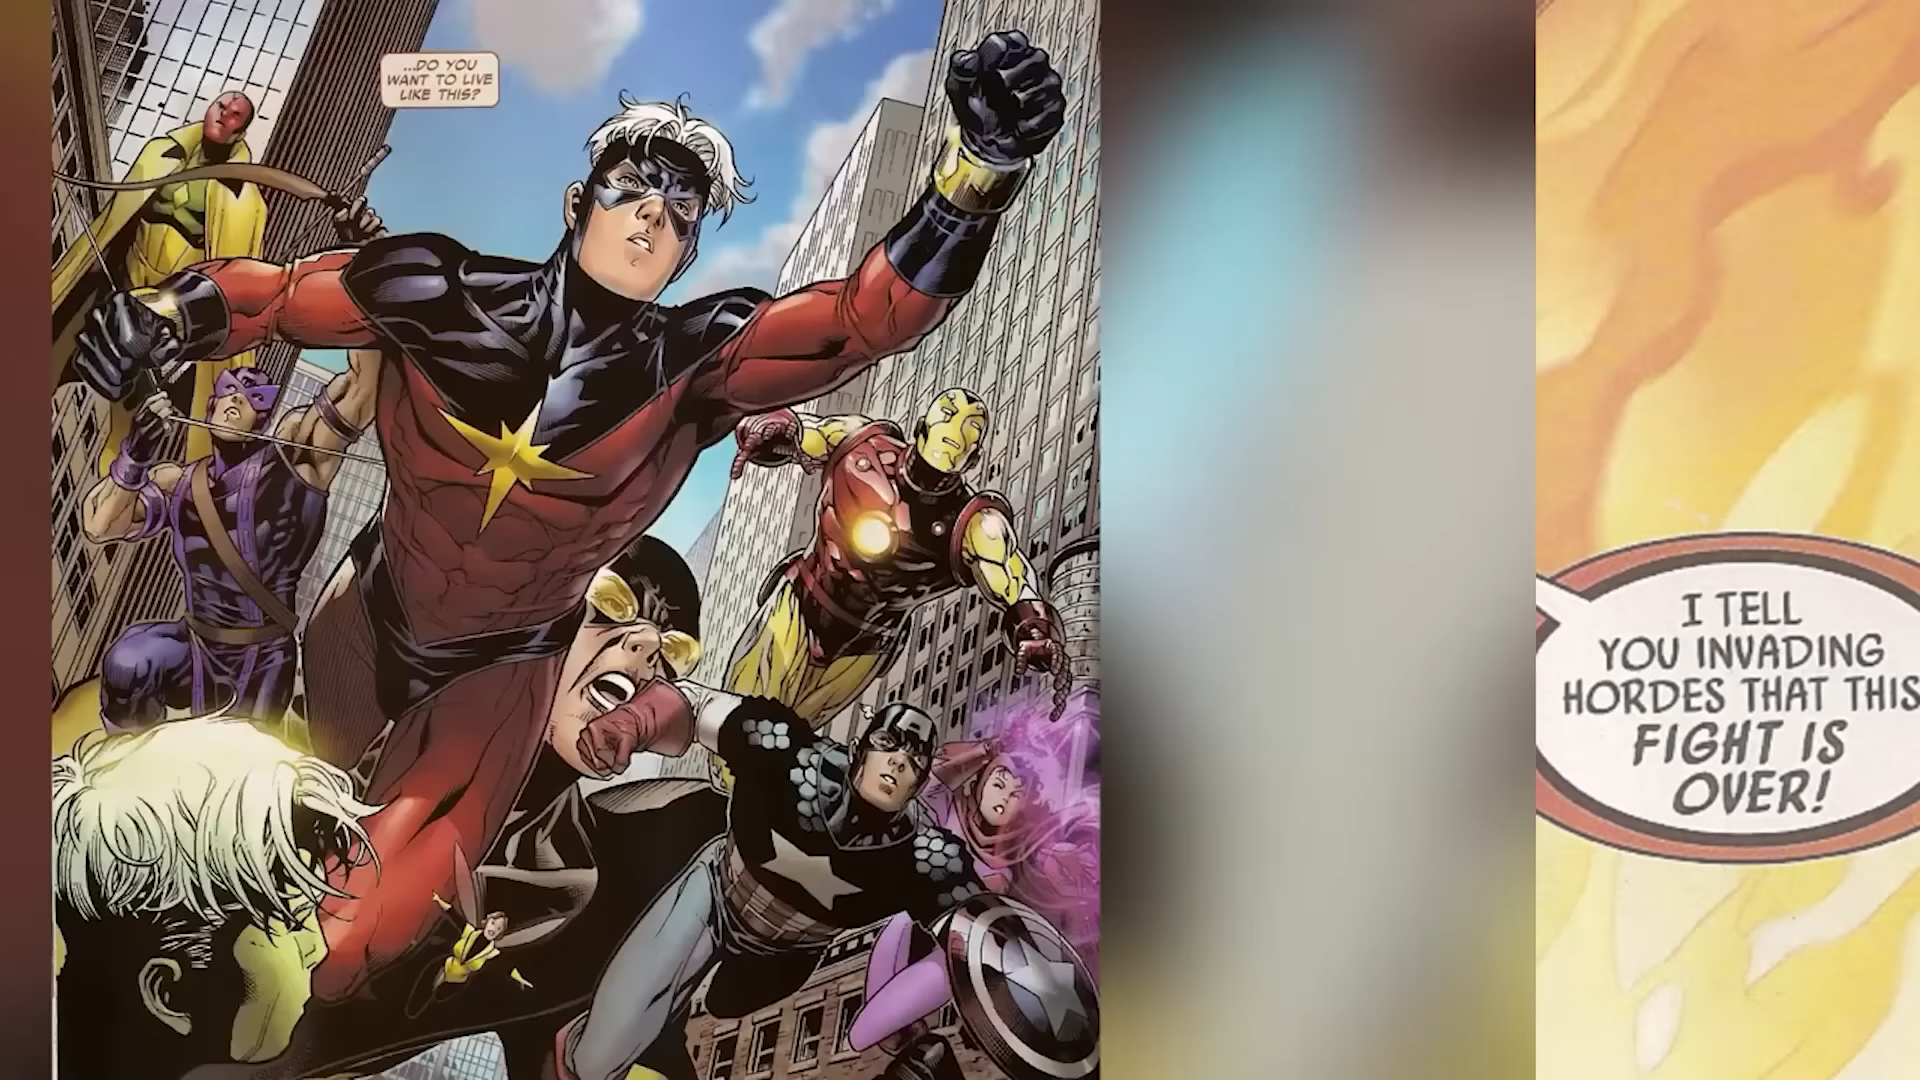 ...DO YOU
WANT TO LIVE
LIKE THIS?
I TELL
YOU INVADING
HORDES THAT THIS
FIGHT IS
OVER!